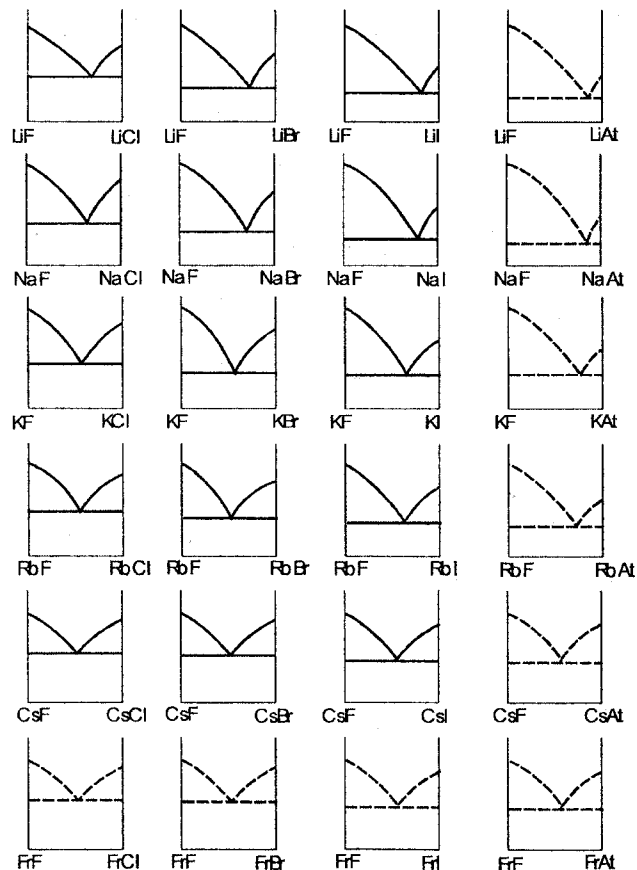 LiF LiCl LiF LiBr LiF LiI LiF LiAt
NaF NaCl NaF NaBr NaF NaI NaF NaAt
KF KCl KF KBr KF KI KF KAt
RbF RbCl RbF RbBr RbF RbI RbF RbAt
CsF CsCl CsF CsBr CsF CsI CsF CsAt
FrF FrCl FrF FrBr FrF FrI FrF FrAt